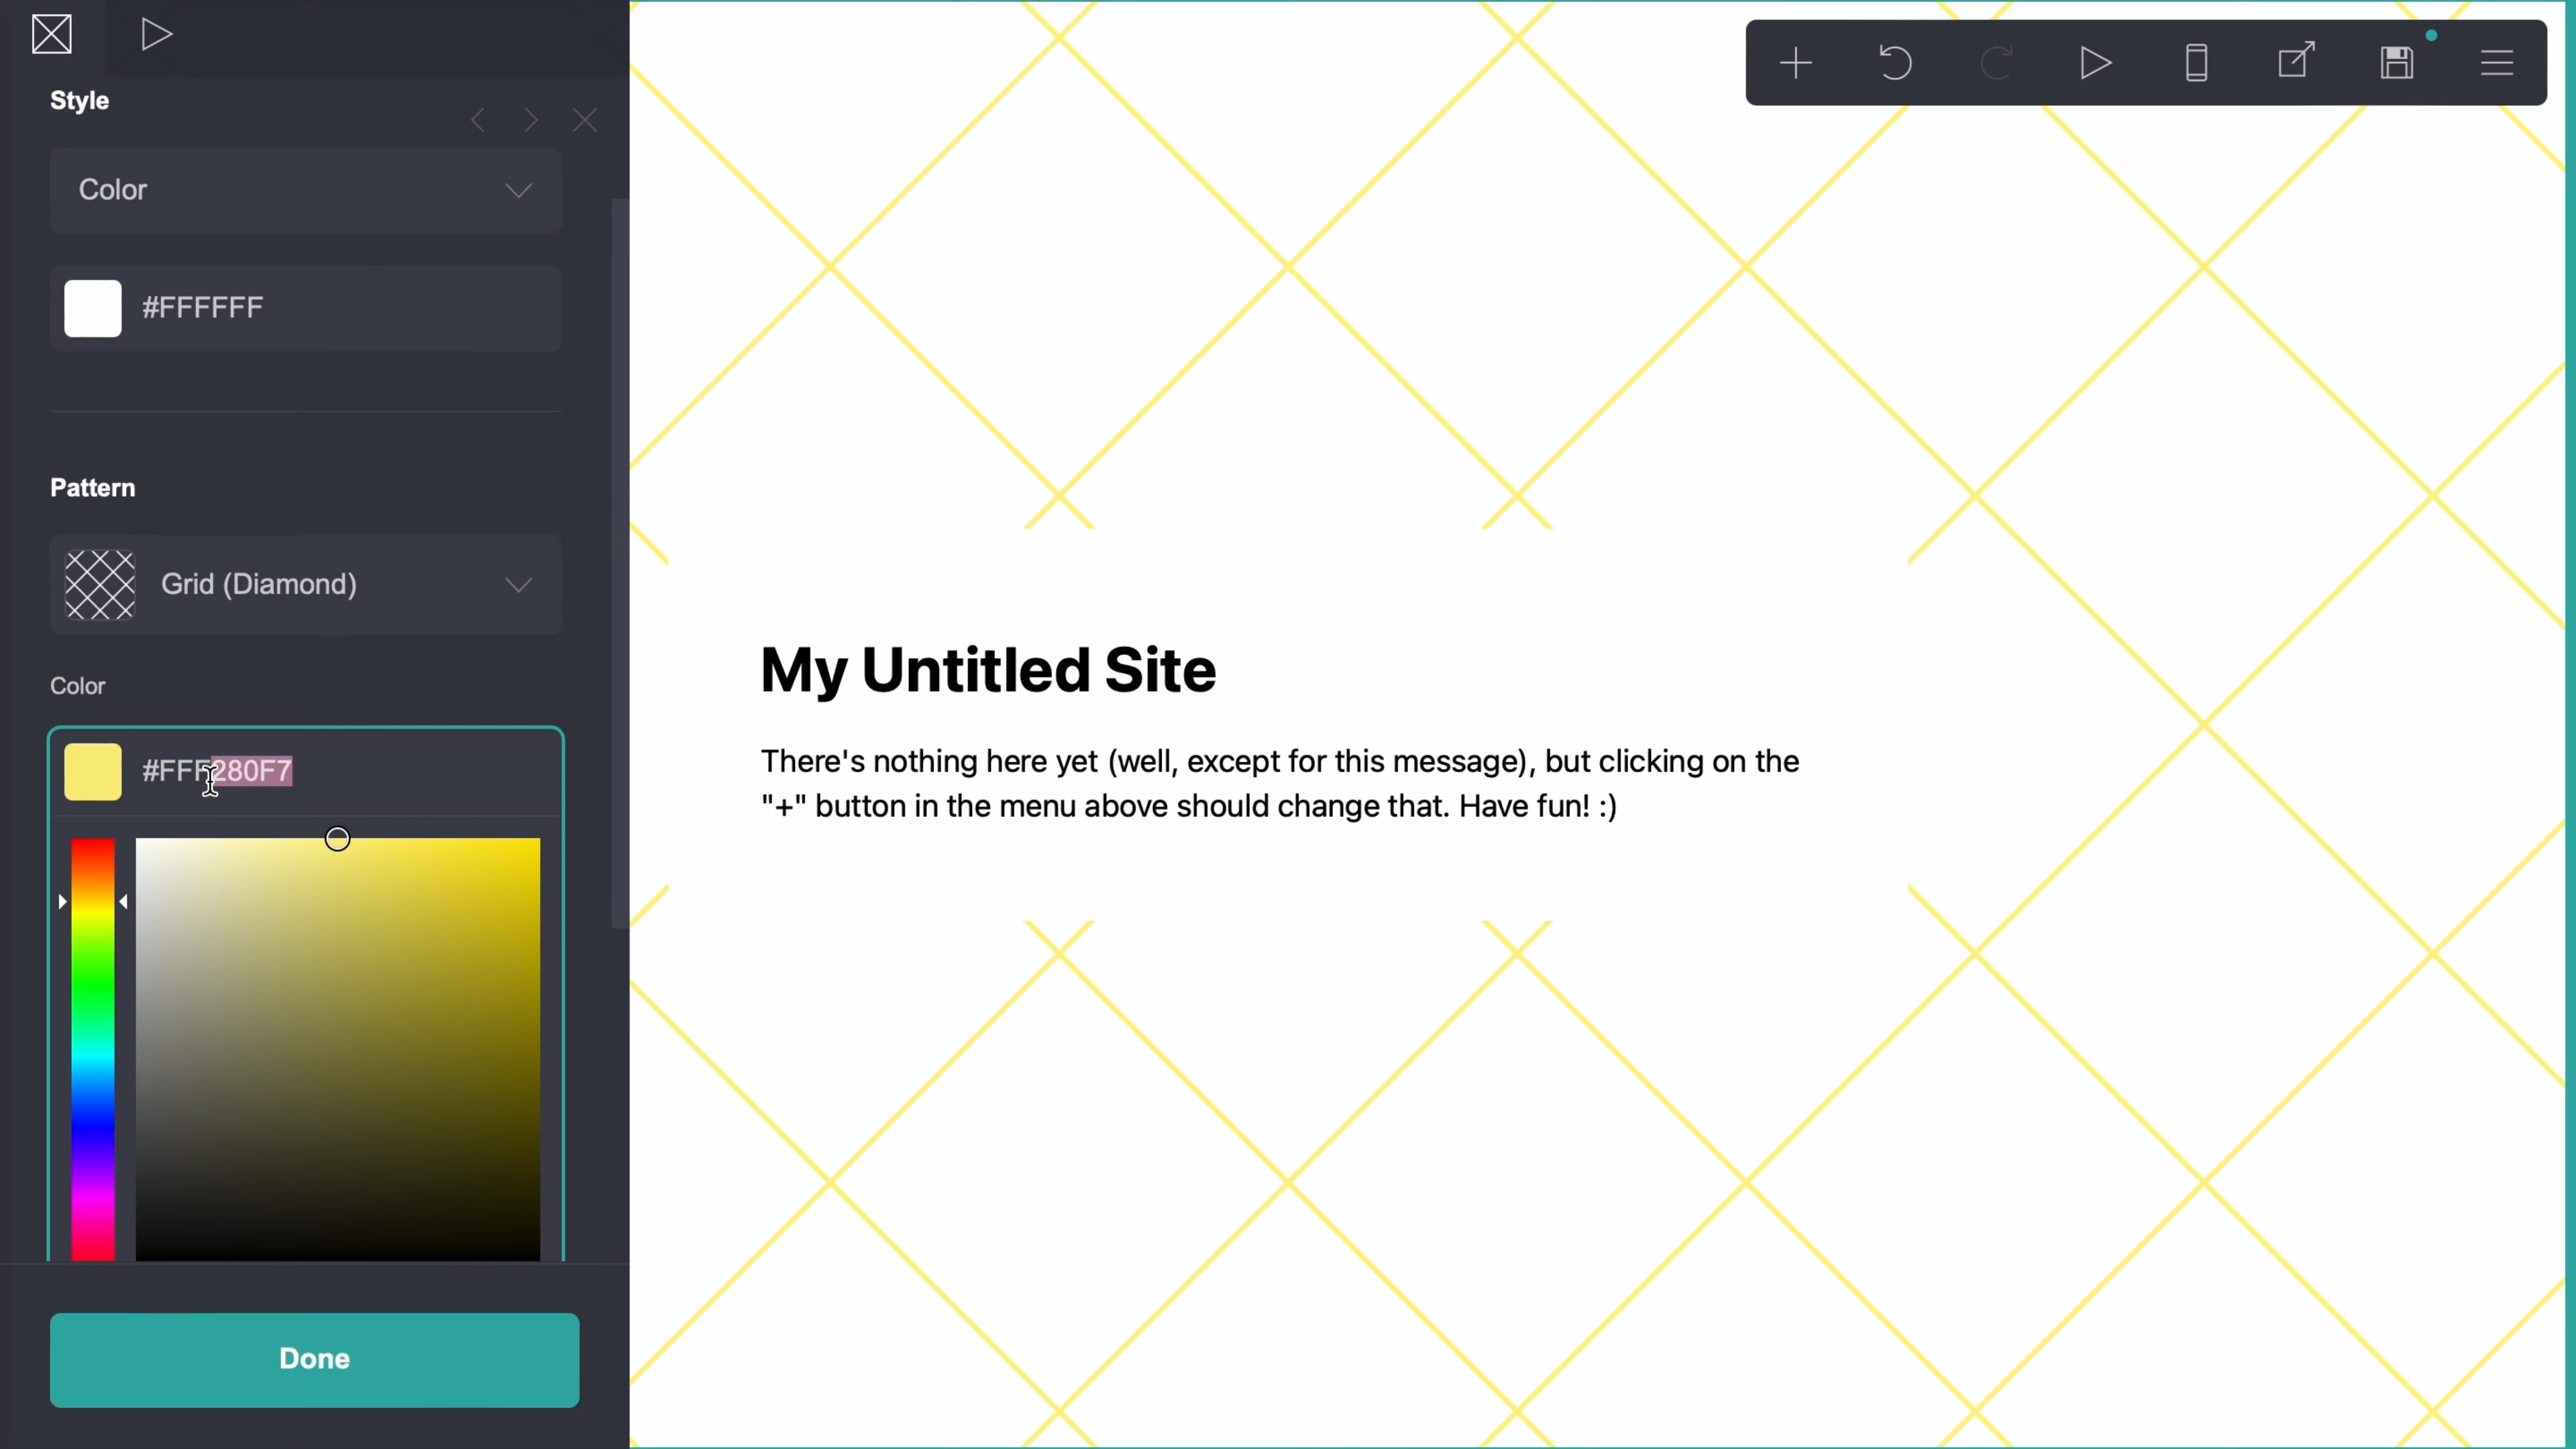 Style
Color
#FFFFFF
Pattern
Grid (Diamond)
Color
#FFF280F7
Done
My Untitled Site
There's nothing here yet (well, except for this message), but clicking on the
"+" button in the menu above should change that. Have fun! :)